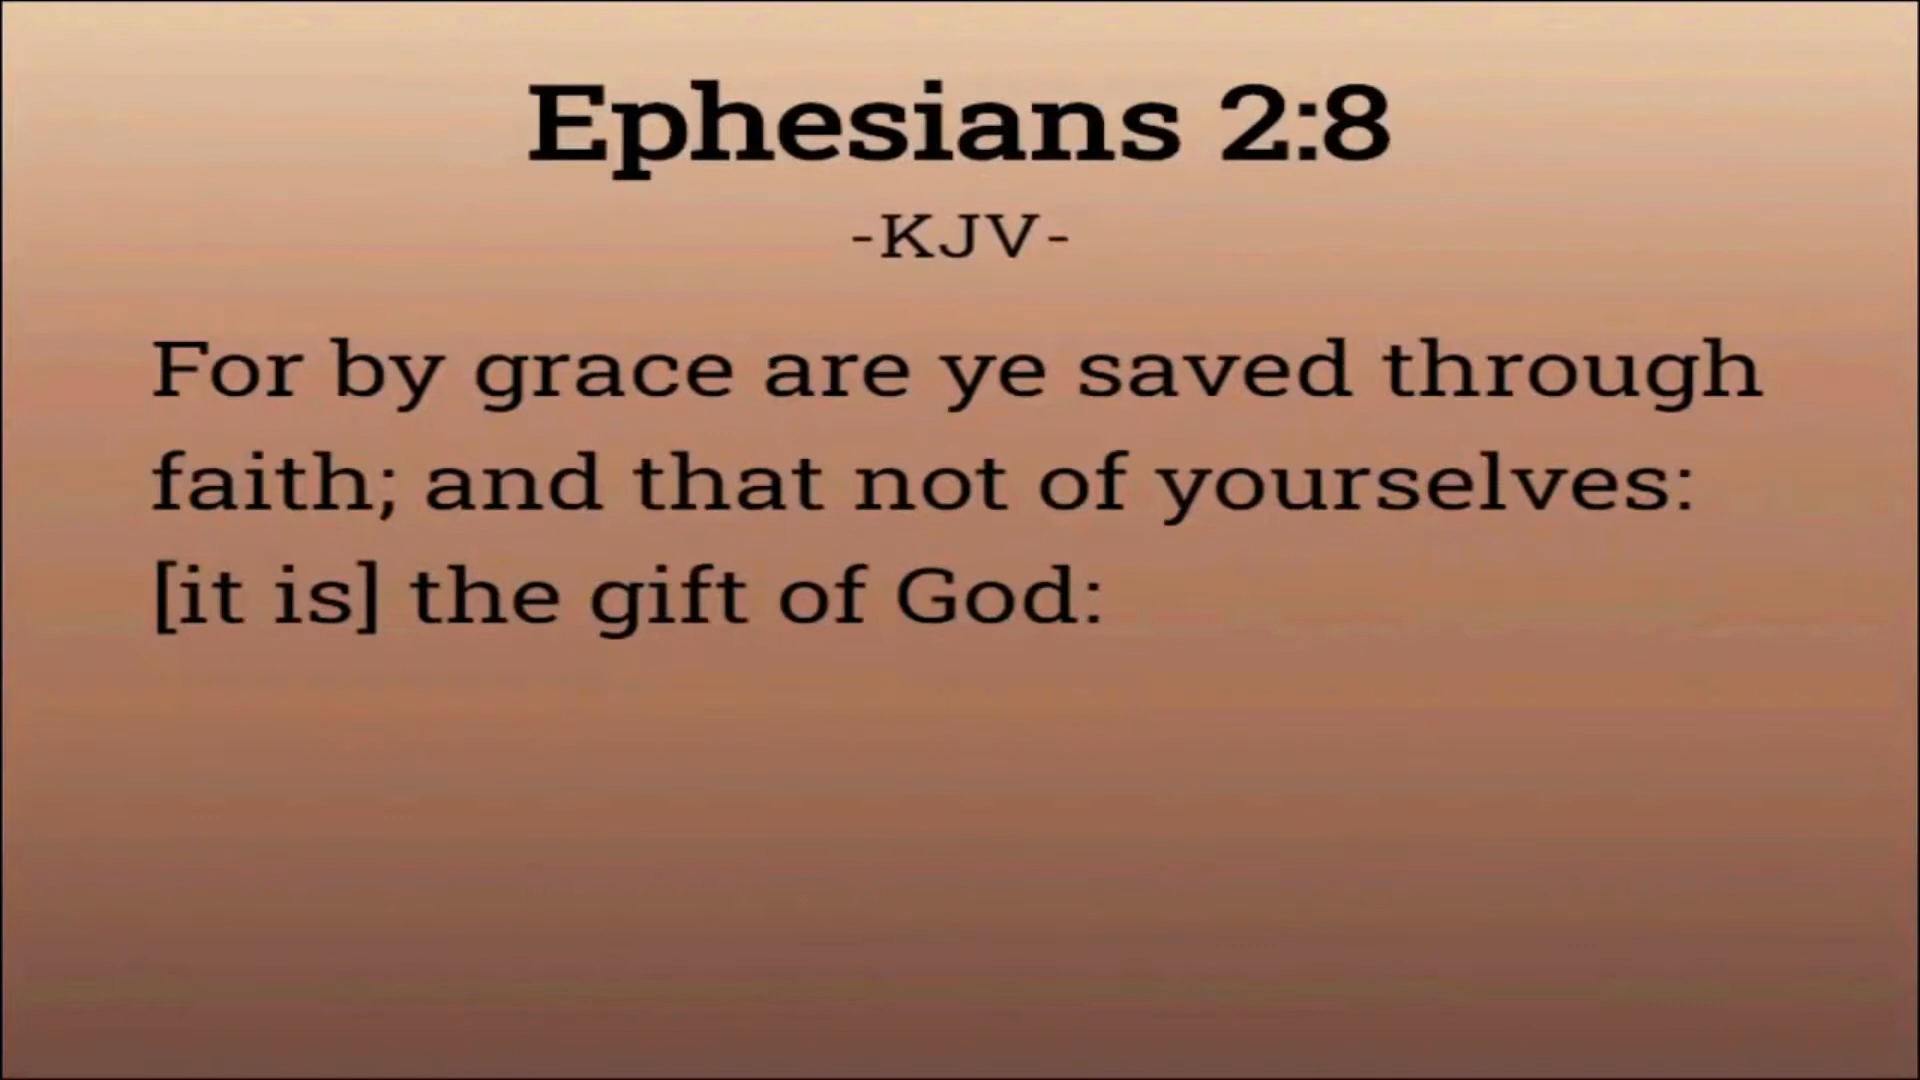 Ephesians 2:8
-KJV-
For by grace are ye saved through
faith; and that not of yourselves:
[it is] the gift of God: